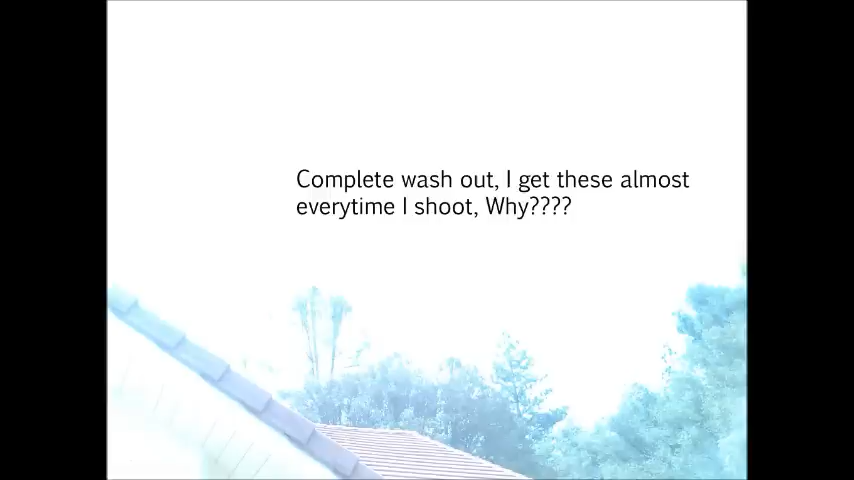 Complete wash out, I get these almost
everytime I shoot, Why????